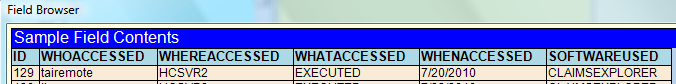 Field Browser
Sample Field Contents
ID WHOACCESSED WHEREACCESSED WHATACCESSED WHENACCESSED SOFTWAREUSED
129 tairemote HCSVR2 EXECUTED 7/20/2010 CLAIMSEXPLORER